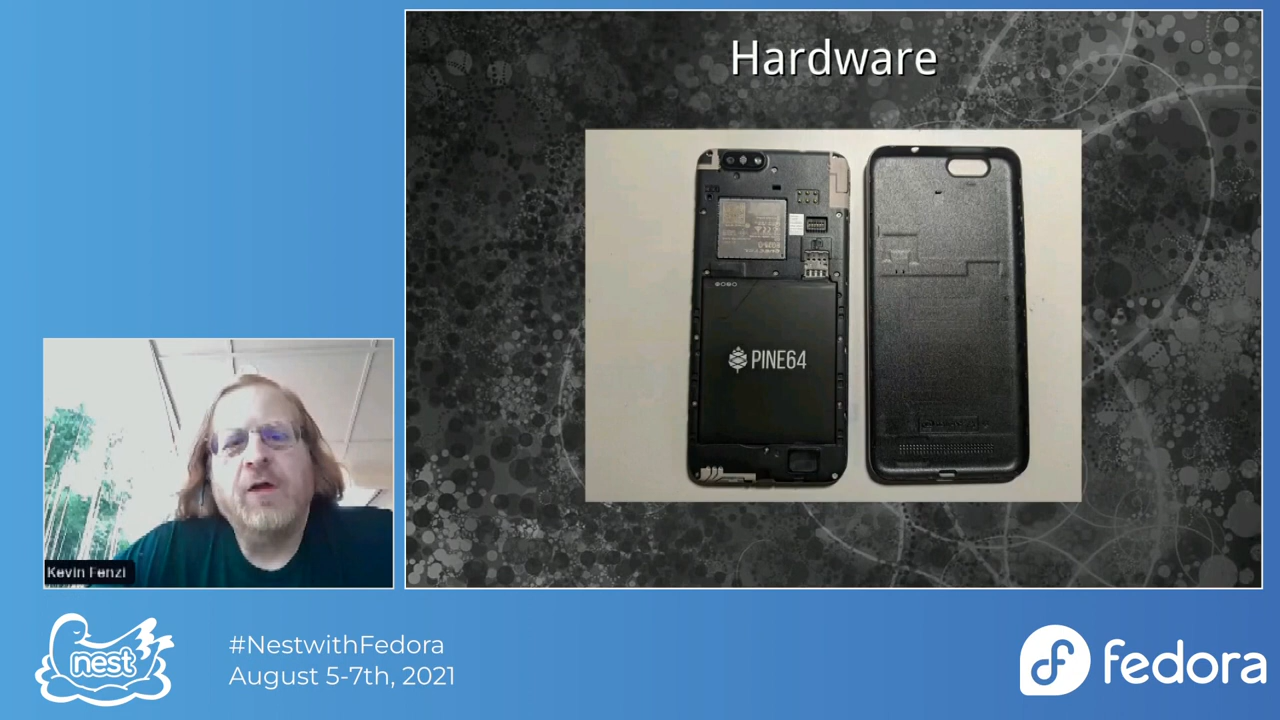 Hardware
PINE64
Kevin Fenzi
nest
#NestwithFedora
August 5-7th, 2021
fedora